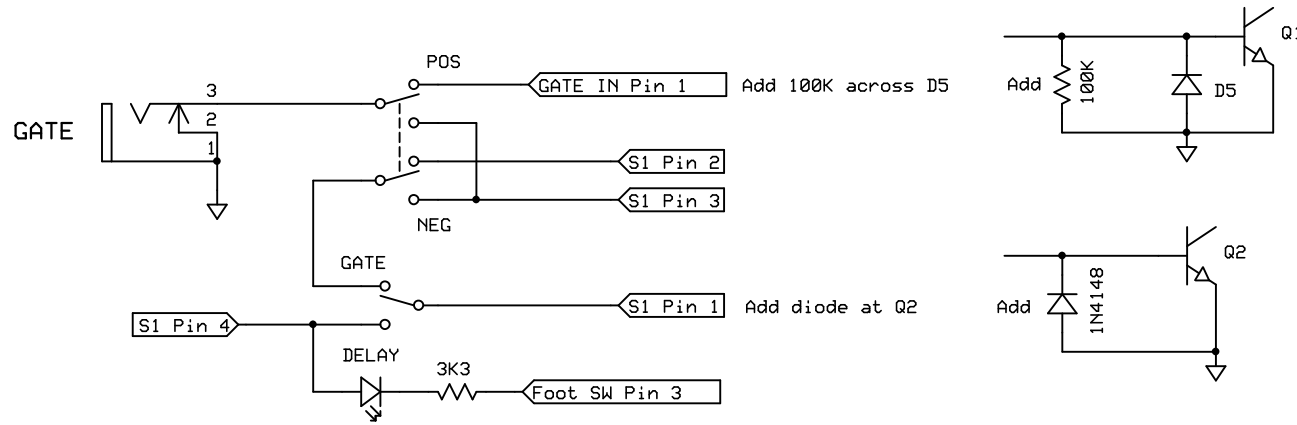 POS
3
GATE IN Pin 1
Add 100K across D5
Add
100K
D5
Q1
GATE
2
1
S1 Pin 2
S1 Pin 3
NEG
GATE
S1 Pin 1
Add diode at Q2
Add
1N4148
Q2
S1 Pin 4
DELAY
3K3
Foot SW Pin 3